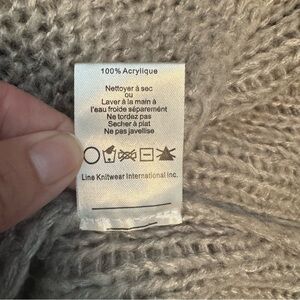 100% Acrylique
Nettoyer à sec
ou
Laver à la main à
l'eau froide séparément
Ne tordez pas
Secher à plat
Ne pas javellise
Line Knitwear International Inc.